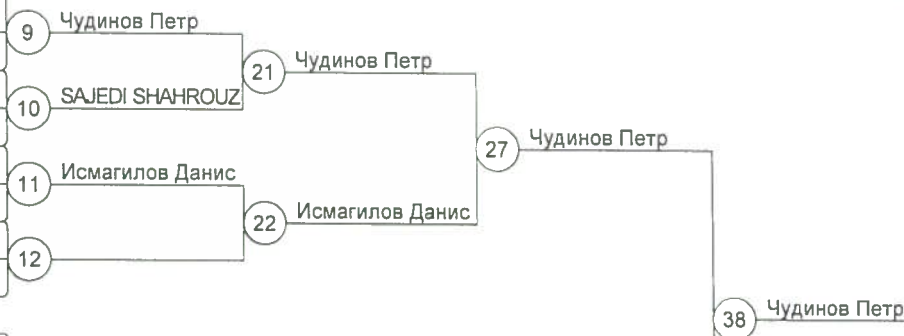 9 Чудинов Петр
21 Чудинов Петр
10 SAJEDI SHAHROUZ
27 Чудинов Петр
11 Исмагилов Данис
22 Исмагилов Данис
12
38 Чудинов Петр